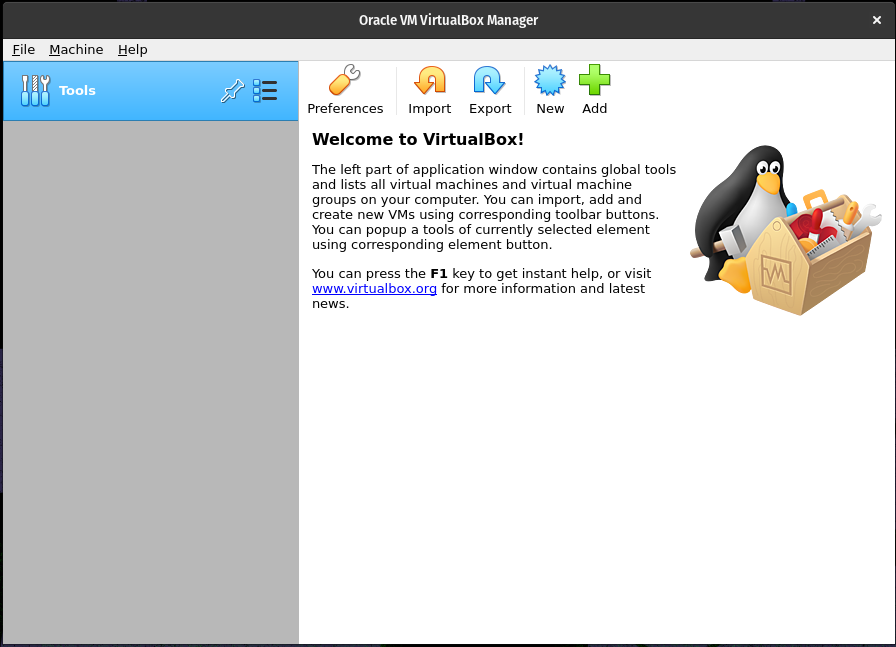 Oracle VM VirtualBox Manager
×
File Machine Help
Tools
Preferences Import Export New Add
Welcome to VirtualBox!
The left part of application window contains global tools
and lists all virtual machines and virtual machine
groups on your computer. You can import, add and
create new VMs using corresponding toolbar buttons.
You can popup a tools of currently selected element
using corresponding element button.
You can press the F1 key to get instant help, or visit
www.virtualbox.org for more information and latest
news.